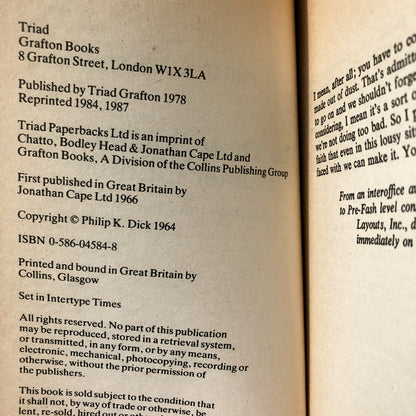 Triad
Grafton Books
8 Grafton Street, London W1X 3LA
Published by Triad Grafton 1978
Reprinted 1984, 1987
Triad Paperbacks Ltd is an imprint of
Chatto, Bodley Head & Jonathan Cape Ltd and
Grafton Books, A Division of the Collins Publishing Group
First published in Great Britain by
Jonathan Cape Ltd 1966
Copyright © Philip K. Dick 1964
ISBN 0-586-04584-8
Printed and bound in Great Britain by
Collins, Glasgow
Set in Intertype Times
All rights reserved. No part of this publication
may be reproduced, stored in a retrieval system,
or transmitted, in any form, or by any means,
electronic, mechanical, photocopying, recording or
otherwise, without the prior permission of
the publishers.
This book is sold subject to the condition that
it shall not, by way of trade or otherwise, be
lent, re-sold, hired out or
I mean, after all; you have to co
made out of dust. That's admitt
to go on and we shouldn't forge
considering, I mean it's a sort o
we're not doing too bad. So I p
faith that even in this lousy sit
faced with we can make it. Yo
From an interoffice a
to Pre-Fash level con
Layouts, Inc., d
immediately on